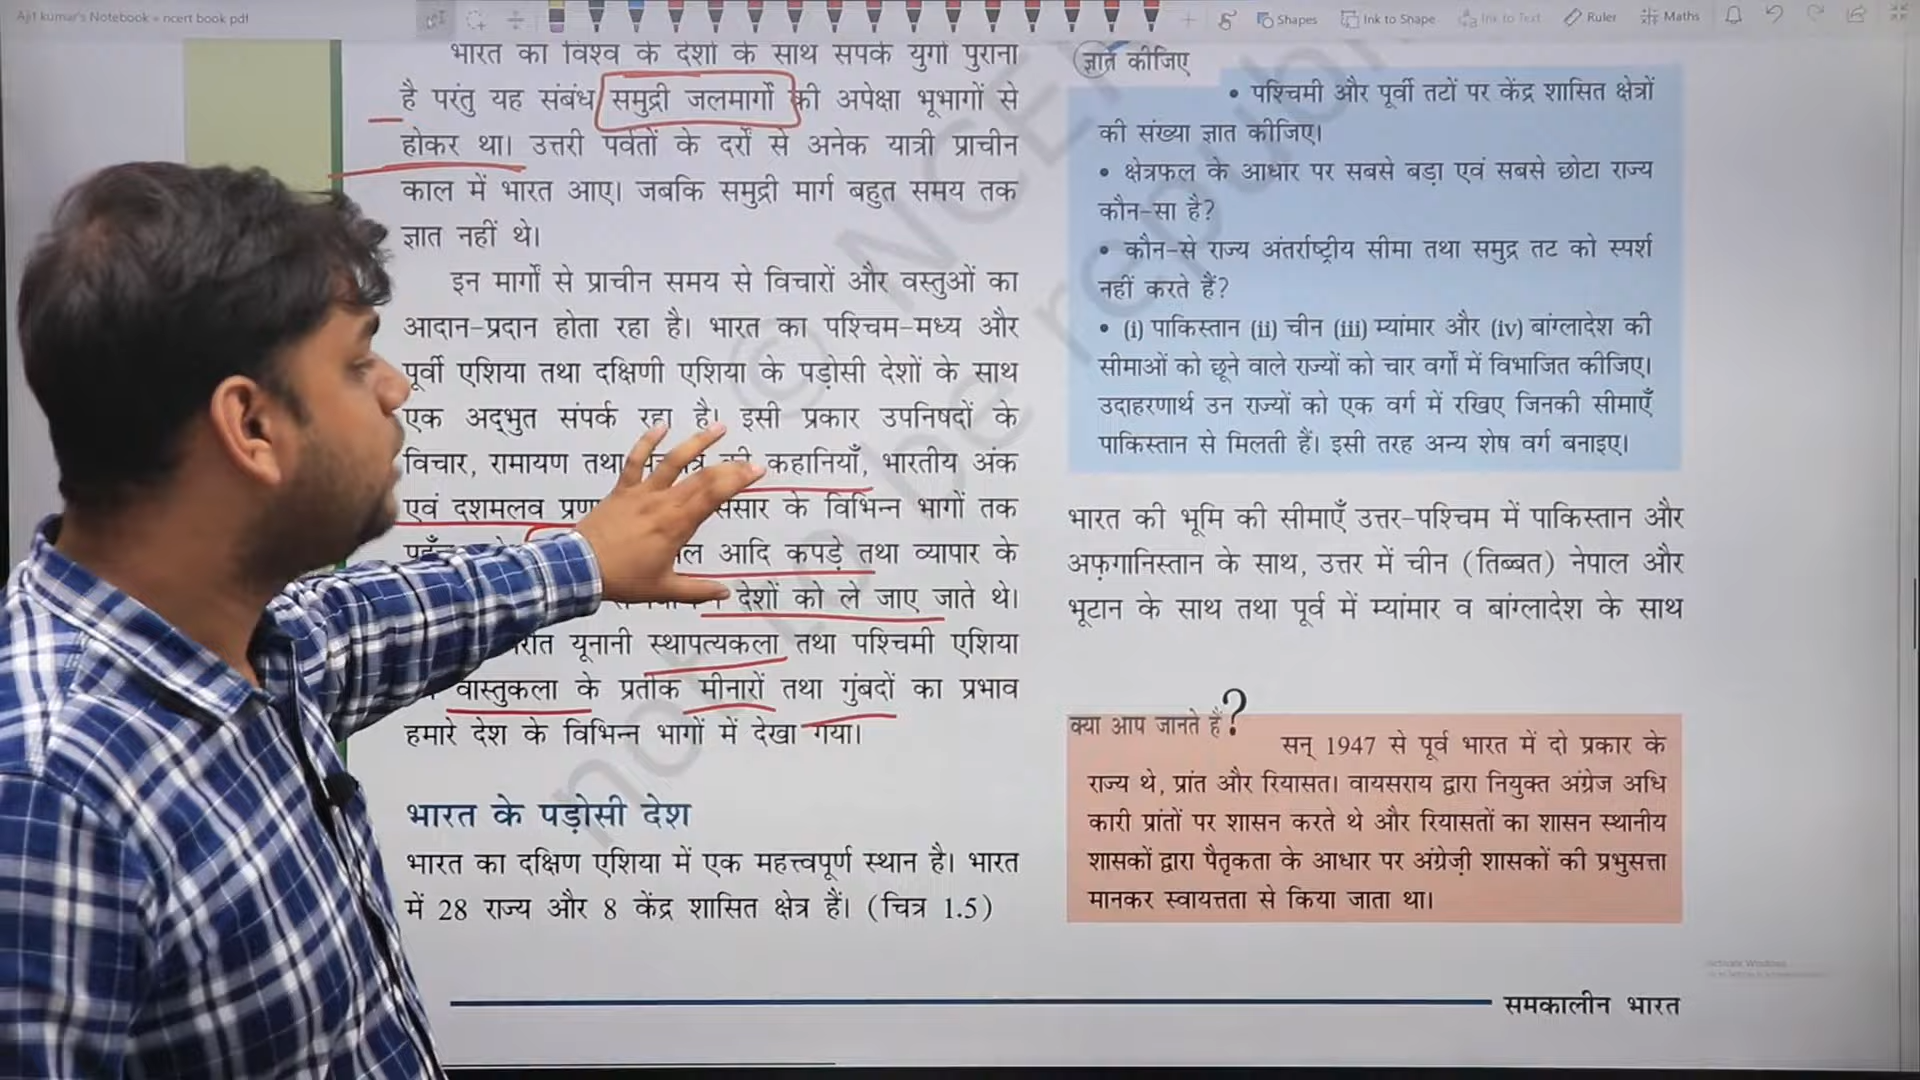 Ajit kumar's Notebook » ncert book pdf
Shapes
Ink to Shape
Ink to Text
Ruler
Maths
भारत का विश्व के देशों के साथ संपर्क युगों पुराना
है परंतु यह संबंध समुद्री जलमार्गों की अपेक्षा भूभागों से
होकर था। उत्तरी पर्वतों के दर्रों से अनेक यात्री प्राचीन
काल में भारत आए। जबकि समुद्री मार्ग बहुत समय तक
ज्ञात नहीं थे।
इन मार्गों से प्राचीन समय से विचारों और वस्तुओं का
आदान-प्रदान होता रहा है। भारत का पश्चिम-मध्य और
पूर्वी एशिया तथा दक्षिणी एशिया के पड़ोसी देशों के साथ
एक अद्भुत संपर्क रहा है। इसी प्रकार उपनिषदों के
विचार, रामायण तथा की कहानियाँ, भारतीय अंक
एवं दशमलव संसार के विभिन्न भागों तक
आदि कपड़े तथा व्यापार के
देशों को ले जाए जाते थे।
यूनानी स्थापत्यकला तथा पश्चिमी एशिया
वास्तुकला के प्रतीक मीनारों तथा गुंबदों का प्रभाव
हमारे देश के विभिन्न भागों में देखा गया।
भारत के पड़ोसी देश
भारत का दक्षिण एशिया में एक महत्त्वपूर्ण स्थान है। भारत
में 28 राज्य और 8 केंद्र शासित क्षेत्र हैं। (चित्र 1.5)
ज्ञात कीजिए
• पश्चिमी और पूर्वी तटों पर केंद्र शासित क्षेत्रों
की संख्या ज्ञात कीजिए।
• क्षेत्रफल के आधार पर सबसे बड़ा एवं सबसे छोटा राज्य
कौन-सा है?
• कौन-से राज्य अंतर्राष्ट्रीय सीमा तथा समुद्र तट को स्पर्श
नहीं करते हैं?
• (i) पाकिस्तान (ii) चीन (iii) म्यांमार और (iv) बांग्लादेश की
सीमाओं को छूने वाले राज्यों को चार वर्गों में विभाजित कीजिए।
उदाहरणार्थ उन राज्यों को एक वर्ग में रखिए जिनकी सीमाएँ
पाकिस्तान से मिलती हैं। इसी तरह अन्य शेष वर्ग बनाइए।
भारत की भूमि की सीमाएँ उत्तर-पश्चिम में पाकिस्तान और
अफ़गानिस्तान के साथ, उत्तर में चीन (तिब्बत) नेपाल और
भूटान के साथ तथा पूर्व में म्यांमार व बांग्लादेश के साथ
क्या आप जानते हैं?
सन् 1947 से पूर्व भारत में दो प्रकार के
राज्य थे, प्रांत और रियासत। वायसराय द्वारा नियुक्त अंग्रेज अधि
कारी प्रांतों पर शासन करते थे और रियासतों का शासन स्थानीय
शासकों द्वारा पैतृकता के आधार पर अंग्रेज़ी शासकों की प्रभुसत्ता
मानकर स्वायत्तता से किया जाता था।
Activate Windows
समकालीन भारत